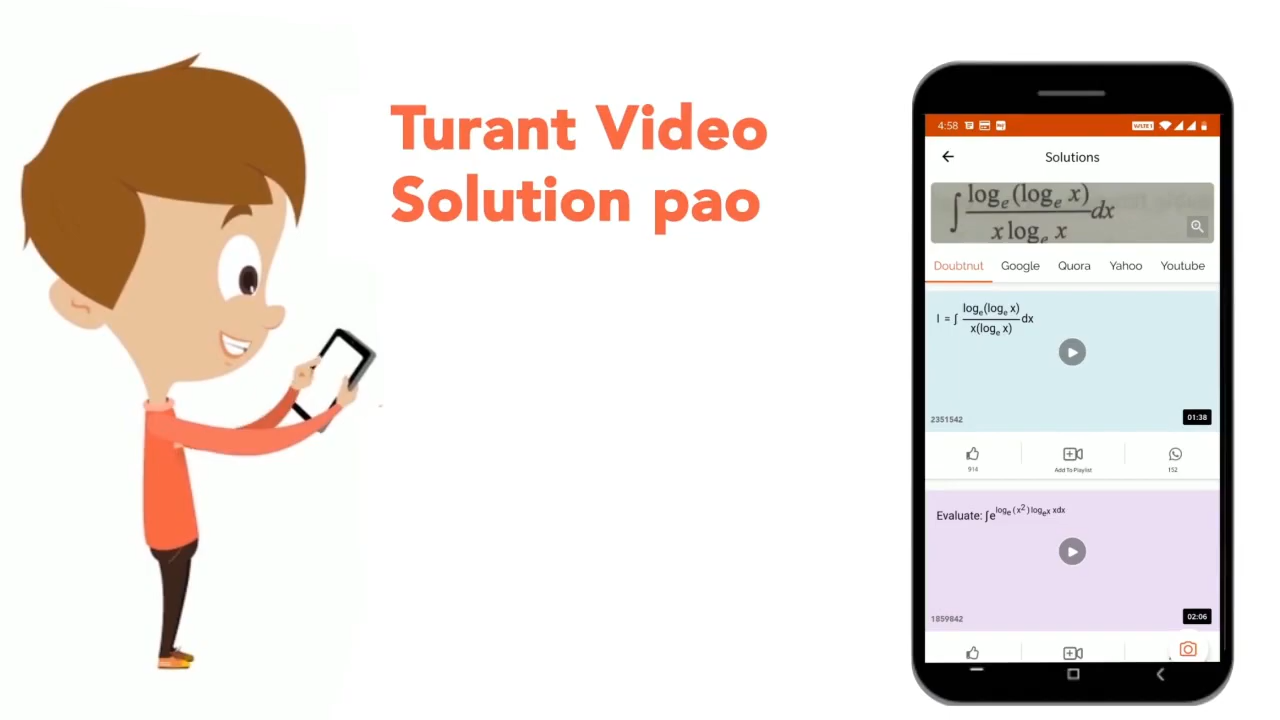 Turant Video
Solution pao
4:58
VoLTE1
Solutions
∫ logₑ(logₑ x) / x logₑ x dx
Doubtnut Google Quora Yahoo Youtube
I = ∫ logₑ(logₑ x) / x(logₑ x) dx
2351542 01:38
914 Add To Playlist 152
Evaluate: ∫e^logₑ(x²)logₑx xdx
1859842 02:06